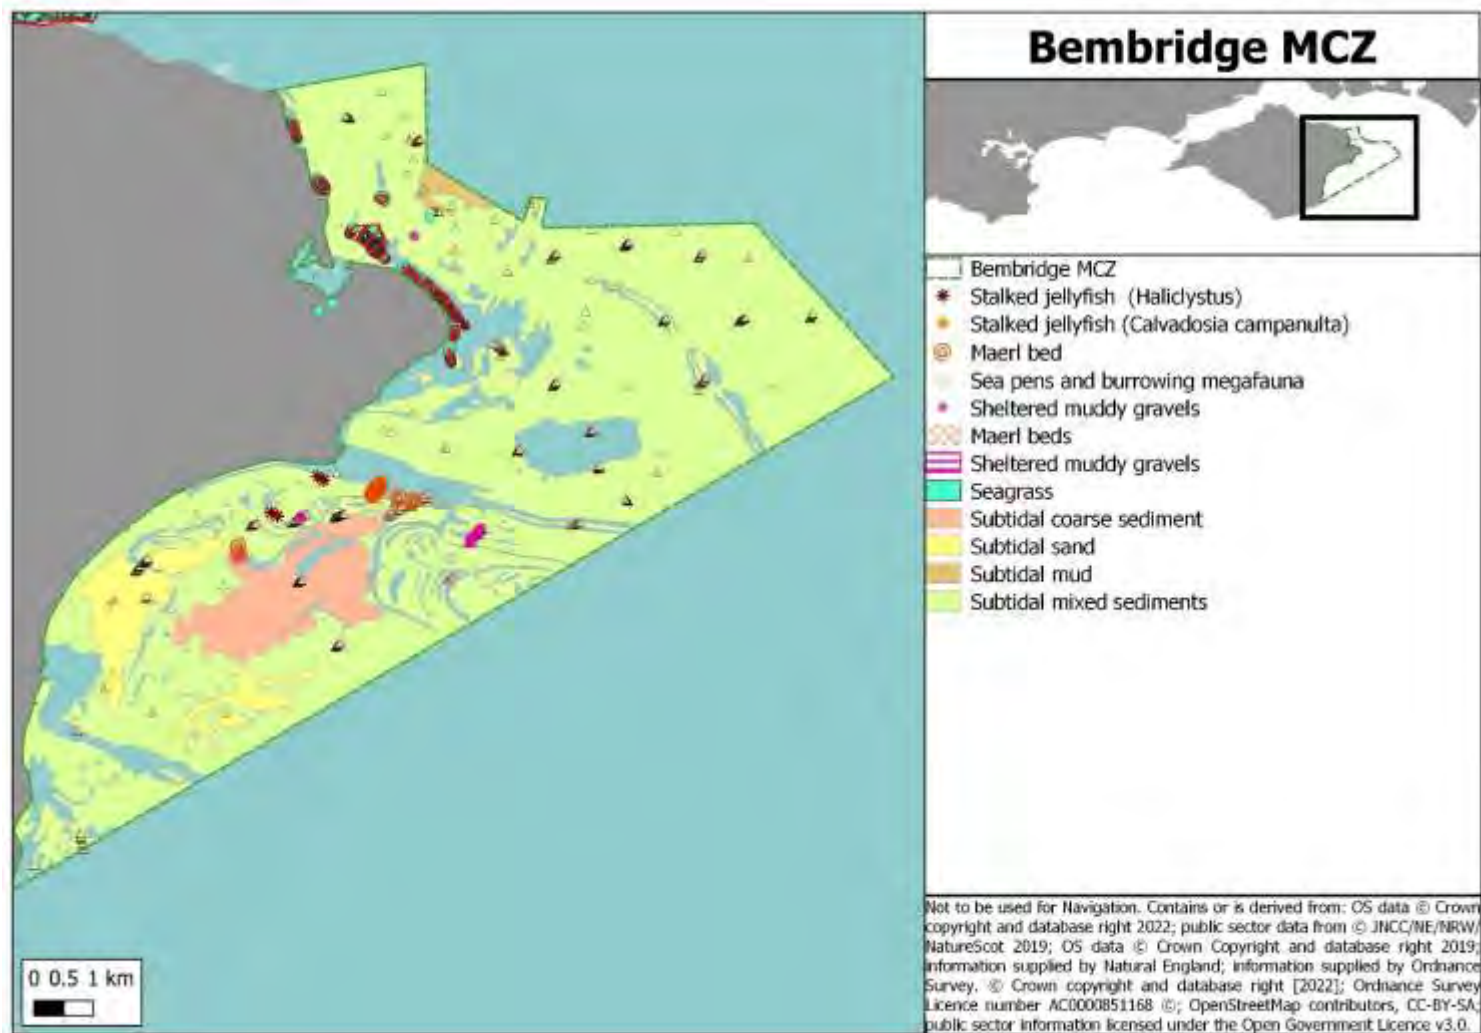 Bembridge MCZ
Bembridge MCZ
Stalked jellyfish (Haliclystus)
Stalked jellyfish (Calvadosia campanulta)
Maerl bed
Sea pens and burrowing megafauna
Sheltered muddy gravels
Maerl beds
Sheltered muddy gravels
Seagrass
Subtidal coarse sediment
Subtidal sand
Subtidal mud
Subtidal mixed sediments
0 0.5 1 km
Not to be used for Navigation. Contains or is derived from: OS data © Crown
copyright and database right 2022; public sector data from © JNCC/NE/NRW/
NatureScot 2019; OS data © Crown Copyright and database right 2019;
information supplied by Natural England; information supplied by Ordnance
Survey. © Crown copyright and database right [2022]; Ordnance Survey
Licence number AC0000851168 ©; OpenStreetMap contributors, CC-BY-SA;
public sector information licensed under the Open Government Licence v3.0.